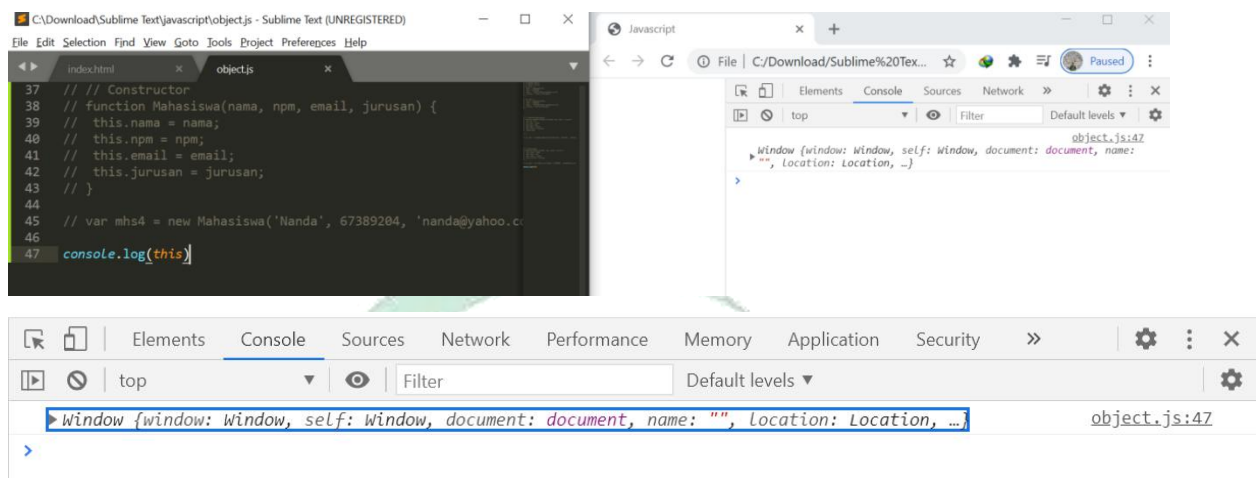 C:\Download\Sublime Text\javascript\object.js - Sublime Text (UNREGISTERED)
File Edit Selection Find View Goto Tools Project Preferences Help
index.html × object.js ×
37 // // Constructor
38 // function Mahasiswa(nama, npm, email, jurusan) {
39 // this.nama = nama;
40 // this.npm = npm;
41 // this.email = email;
42 // this.jurusan = jurusan;
43 // }
44
45 // var mhs4 = new Mahasiswa('Nanda', 67389204, 'nanda@yahoo.co
46
47 console.log(this)
Javascript × +
File | C:/Download/Sublime%20Tex... Paused
Elements Console Sources Network »
top Filter Default levels ▼
object.js:47
Window {window: Window, self: Window, document: document, name:
"", location: Location, …}
>
Elements Console Sources Network Performance Memory Application Security »
top Filter Default levels ▼
Window {window: Window, self: Window, document: document, name: "", location: Location, …} object.js:47
>